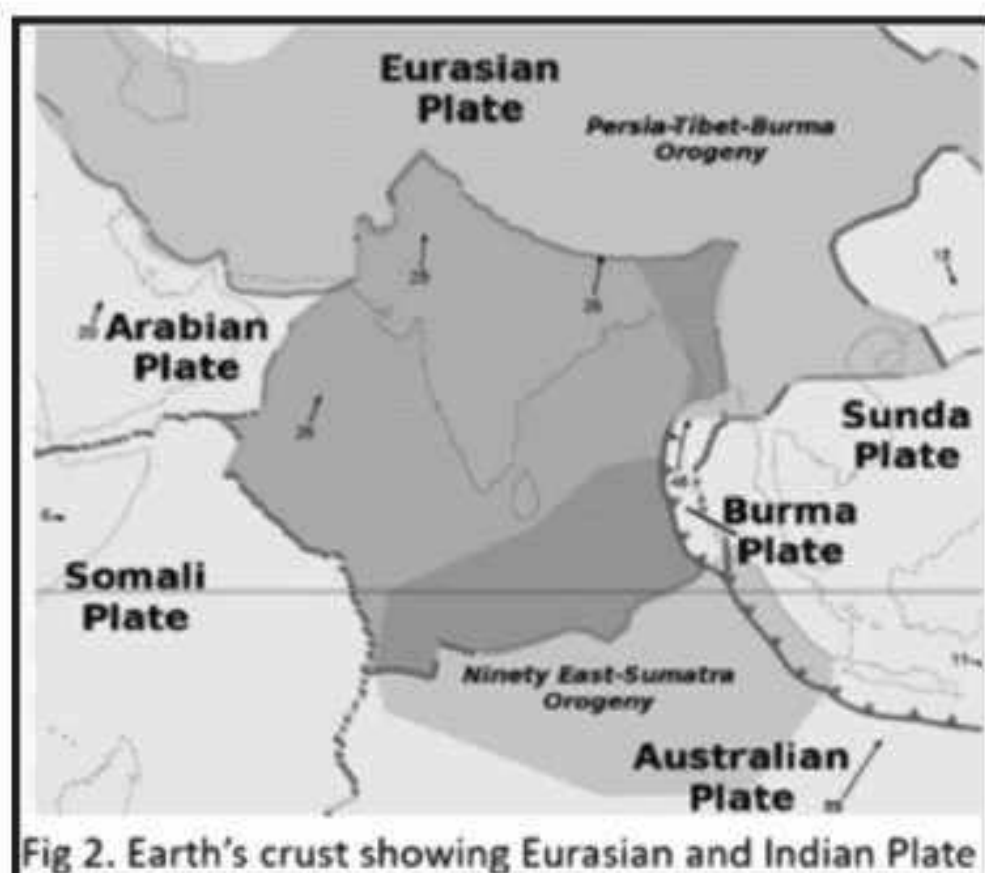 Eurasian
Plate
Persia-Tibet-Burma
Orogeny
Arabian
Plate
Sunda
Plate
Burma
Plate
Somali
Plate
Ninety East-Sumatra
Orogeny
Australian
Plate
Fig 2. Earth's crust showing Eurasian and Indian Plate